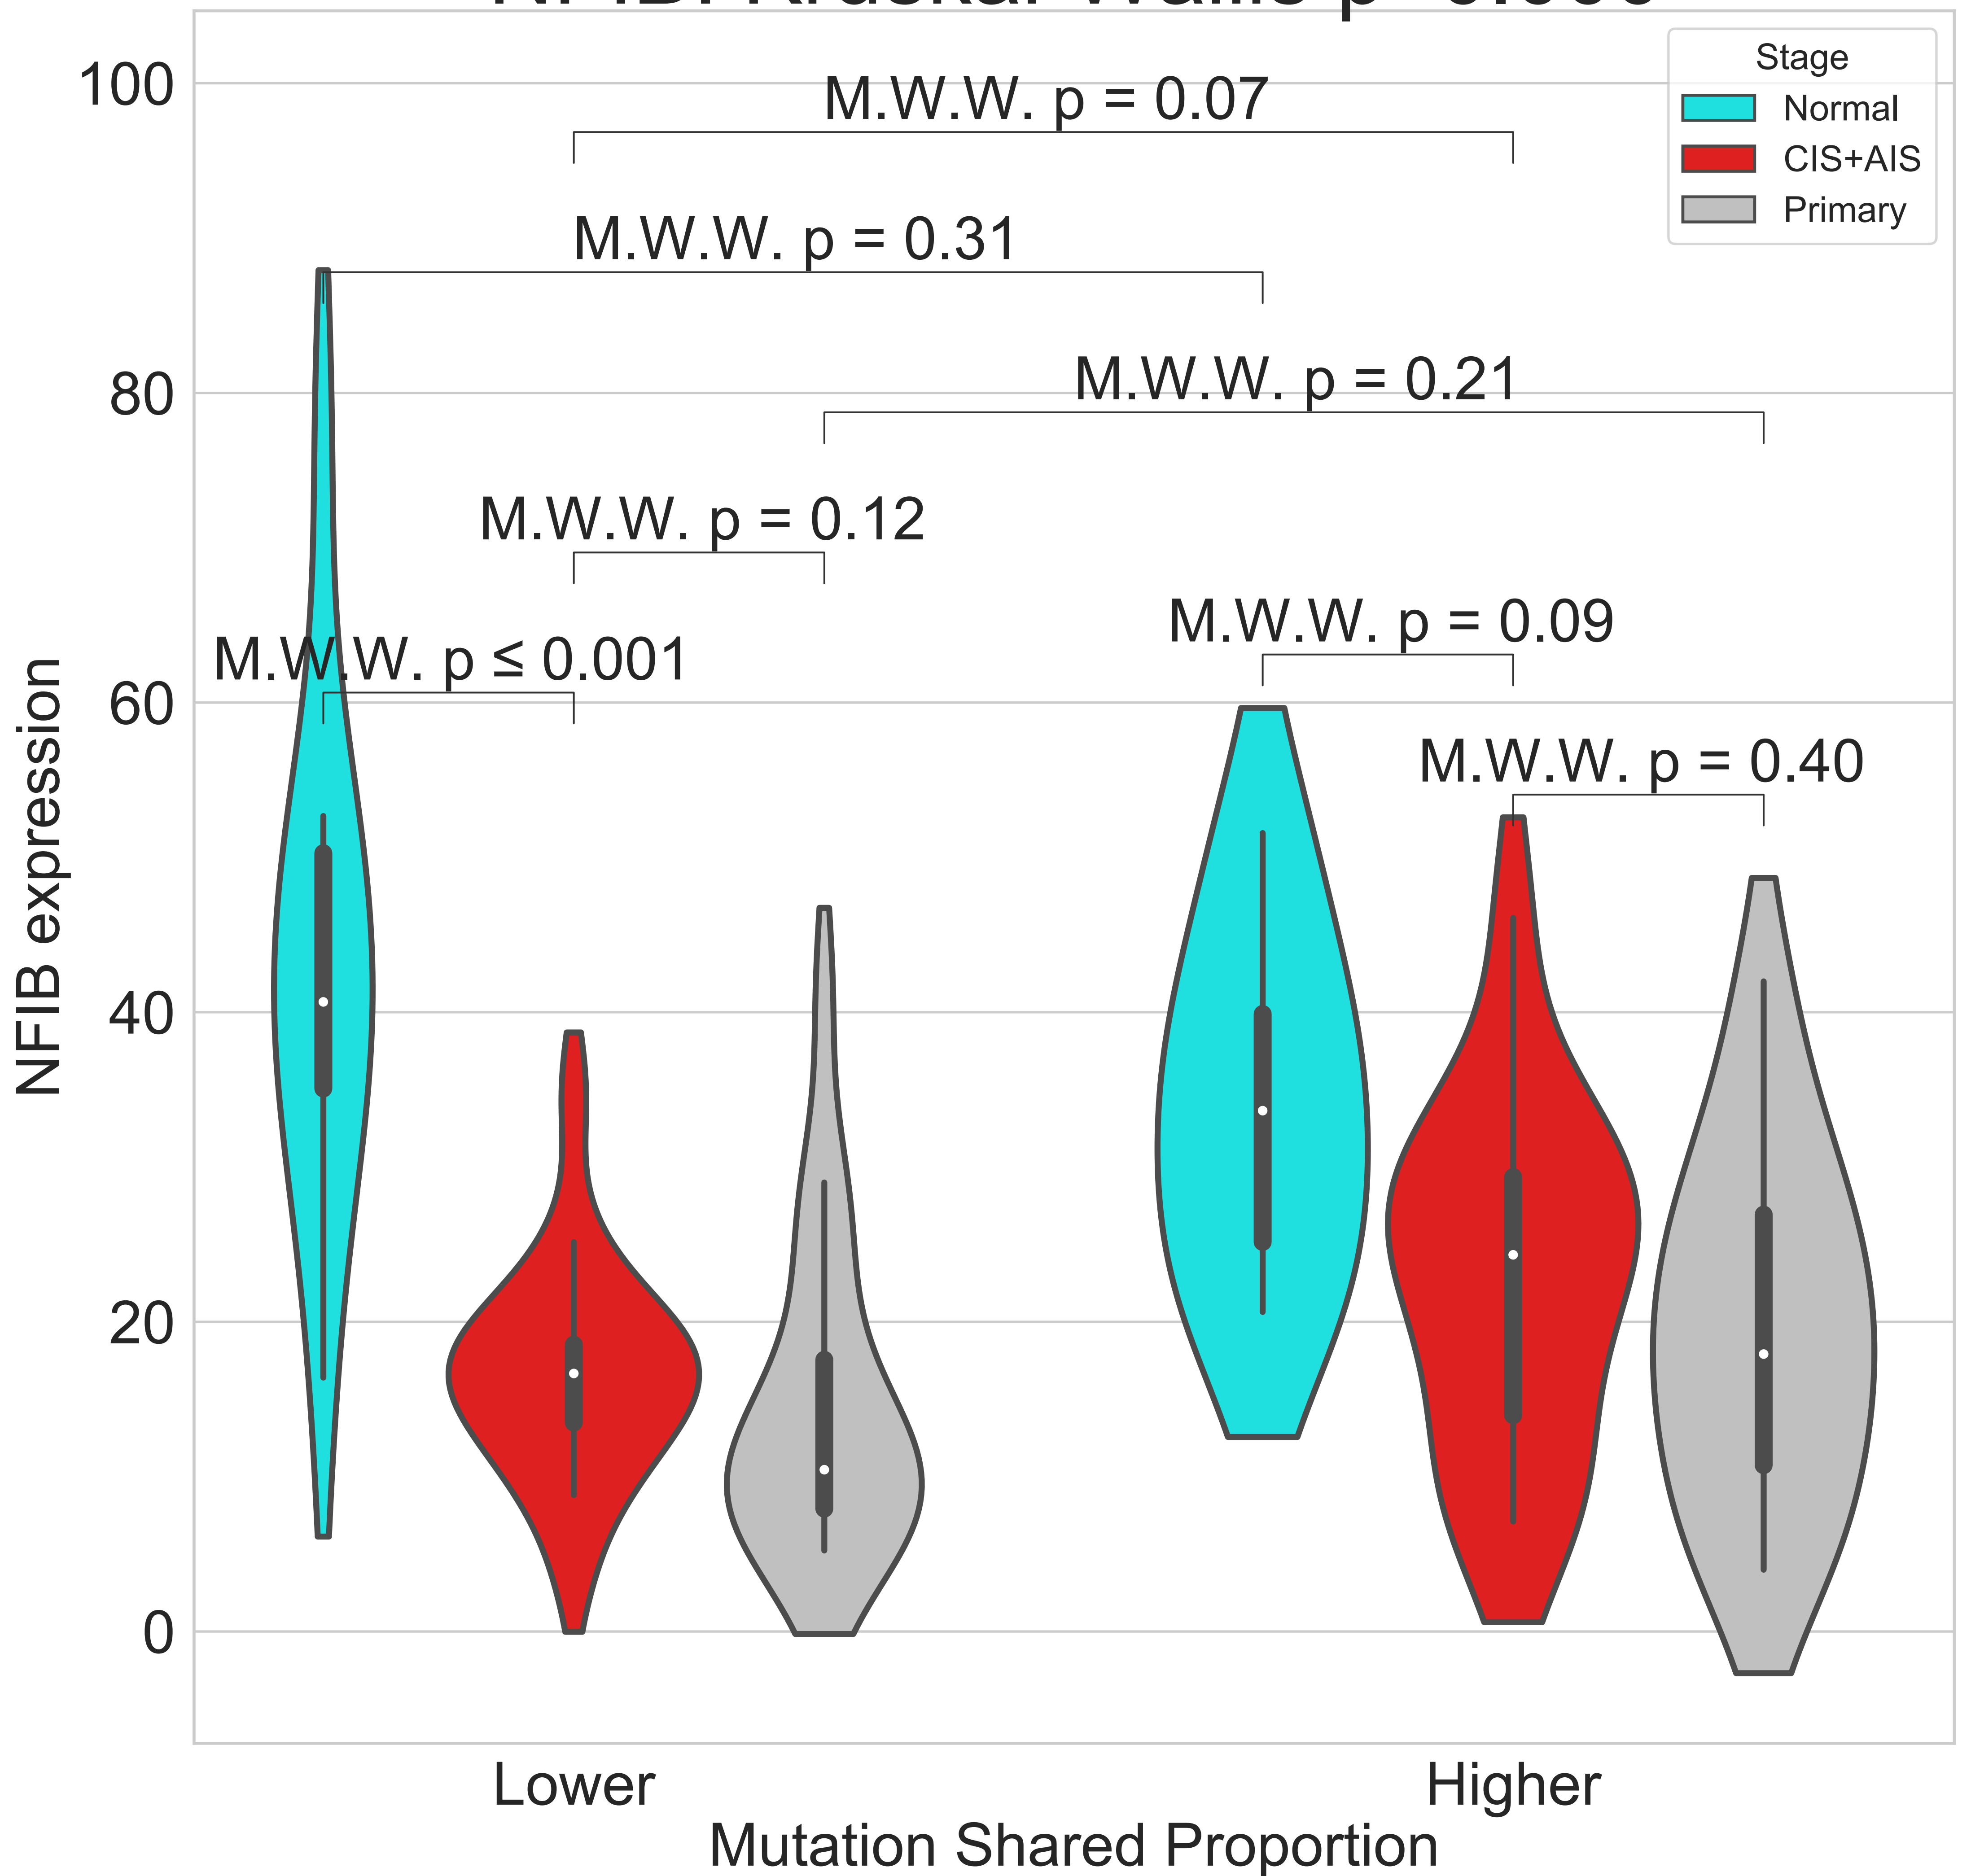 100
80
60
40
20
0
NFIB expression
Stage
Normal
CIS+AIS
Primary
M.W.W. p = 0.07
M.W.W. p = 0.31
M.W.W. p = 0.21
M.W.W. p = 0.12
M.W.W. p = 0.09
M.W.W. p ≤ 0.001
M.W.W. p = 0.40
Lower
Higher
Mutation Shared Proportion